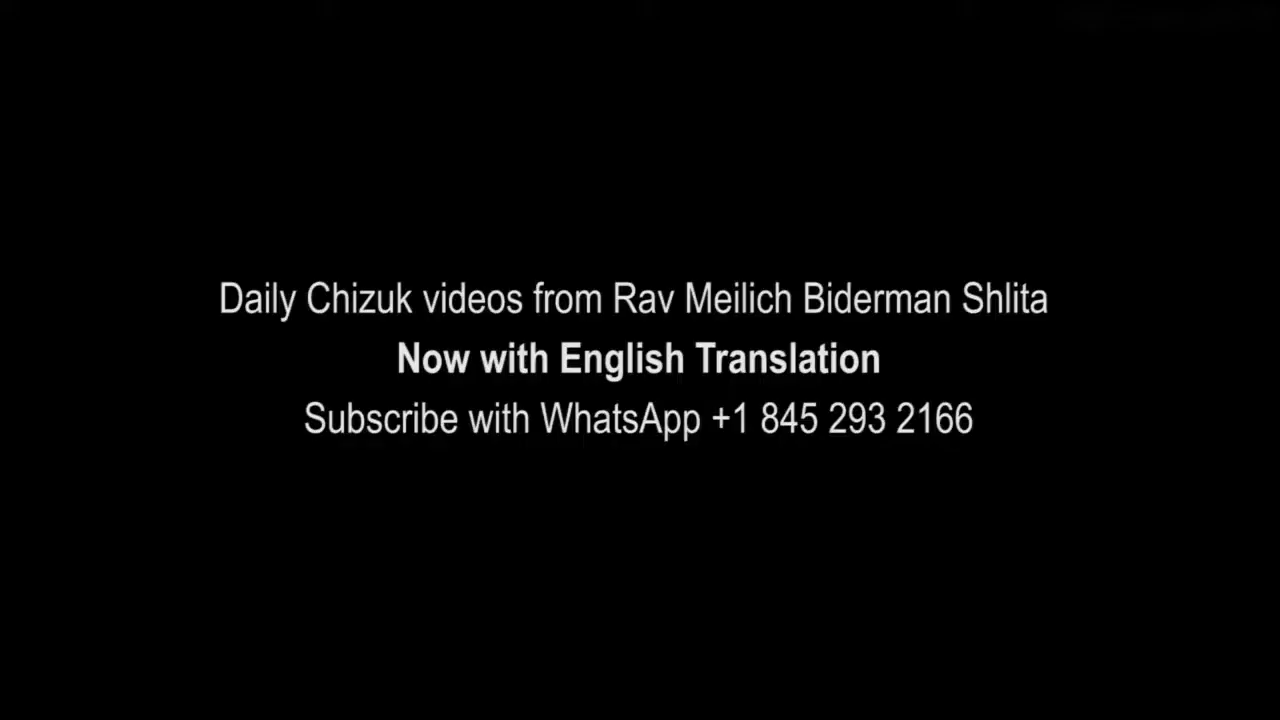 Daily Chizuk videos from Rav Meilich Biderman Shlita
Now with English Translation
Subscribe with WhatsApp +1 845 293 2166